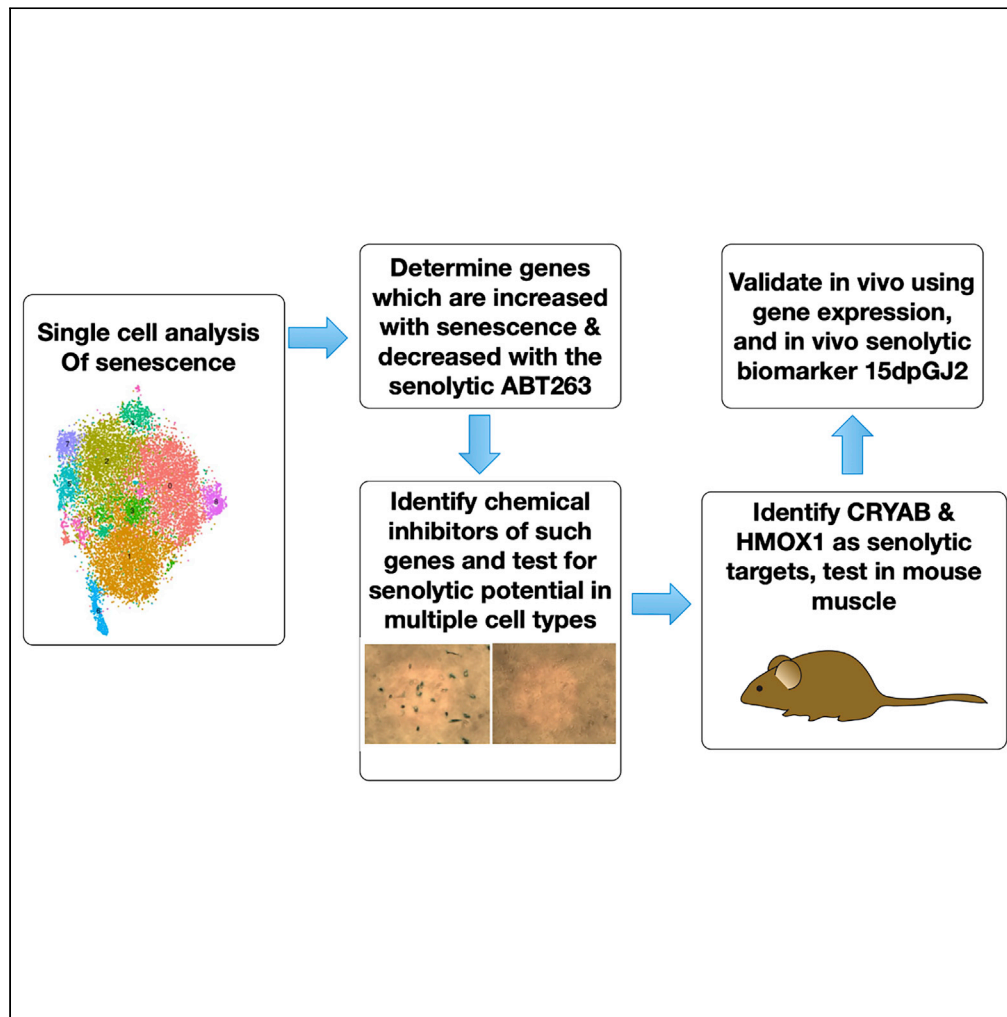 Single cell analysis
Of senescence
Determine genes
which are increased
with senescence &
decreased with the
senolytic ABT263
Identify chemical
inhibitors of such
genes and test for
senolytic potential in
multiple cell types
Identify CRYAB &
HMOX1 as senolytic
targets, test in mouse
muscle
Validate in vivo using
gene expression,
and in vivo senolytic
biomarker 15dpGJ2